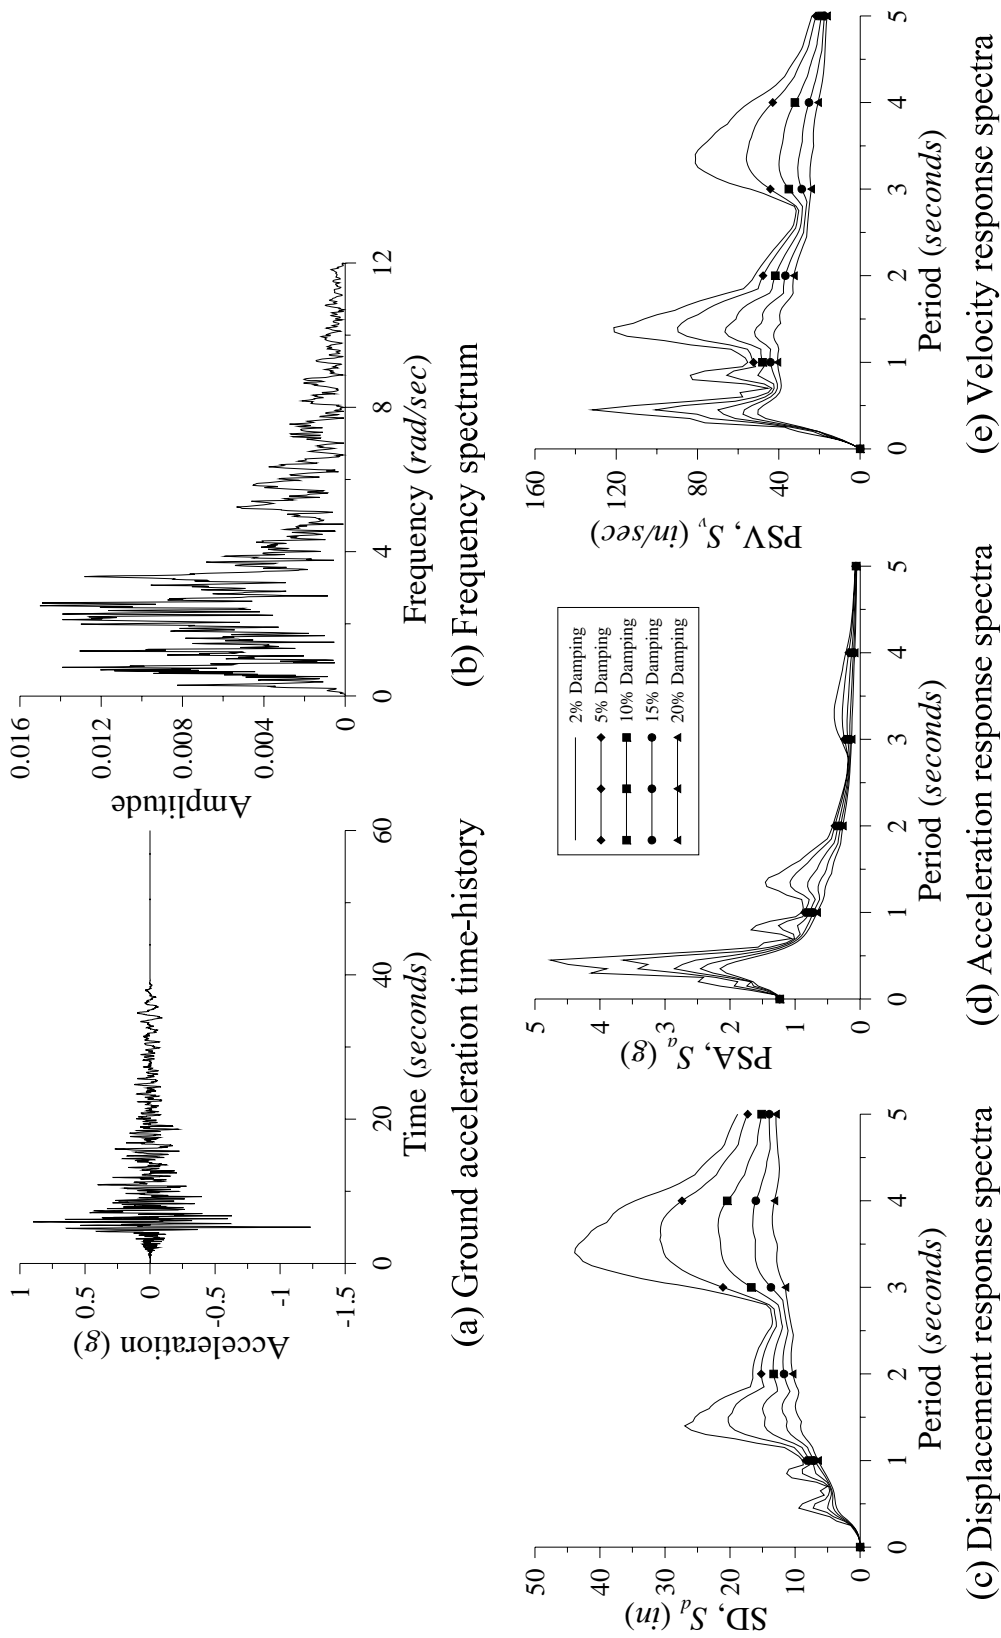 1
0.5
0
-0.5
-1
-1.5
Acceleration (g)
0
20
40
60
Time (seconds)
(a) Ground acceleration time-history
0.016
0.012
0.008
0.004
0
Amplitude
0
4
8
12
Frequency (rad/sec)
(b) Frequency spectrum
50
40
30
20
10
0
SD, Sd (in)
0
1
2
3
4
5
Period (seconds)
(c) Displacement response spectra
5
4
3
2
1
0
PSA, Sa (g)
0
1
2
3
4
5
Period (seconds)
2% Damping
5% Damping
10% Damping
15% Damping
20% Damping
(d) Acceleration response spectra
160
120
80
40
0
PSV, Sv (in/sec)
0
1
2
3
4
5
Period (seconds)
(e) Velocity response spectra